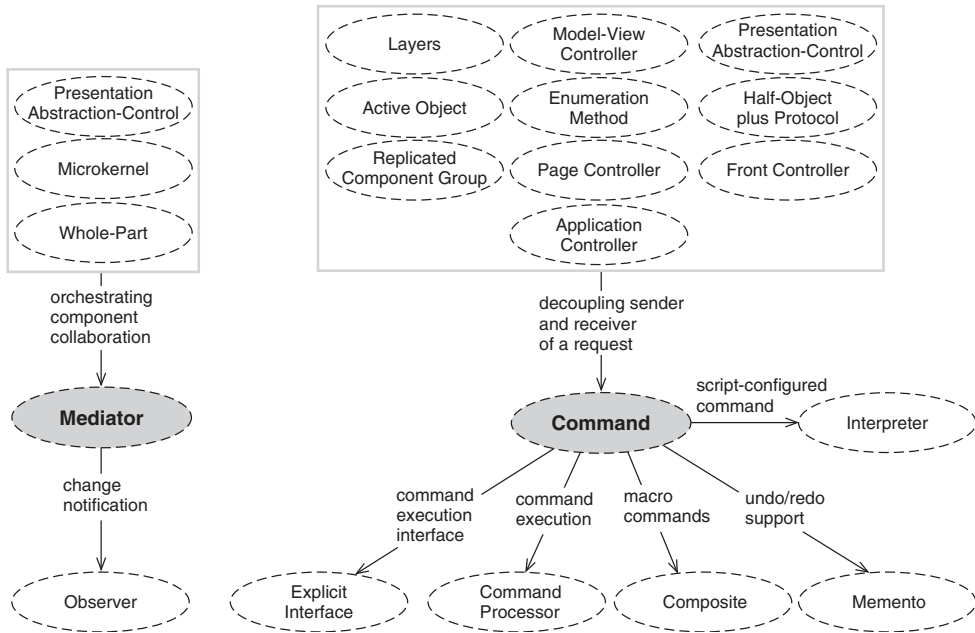 Presentation
Abstraction-Control
Microkernel
Whole-Part
orchestrating
component
collaboration
Mediator
change
notification
Observer
Layers
Model-View
Controller
Presentation
Abstraction-Control
Active Object
Enumeration
Method
Half-Object
plus Protocol
Replicated
Component Group
Page Controller
Front Controller
Application
Controller
decoupling sender
and receiver
of a request
Command
script-configured
command
Interpreter
command
execution
interface
command
execution
macro
commands
undo/redo
support
Explicit
Interface
Command
Processor
Composite
Memento